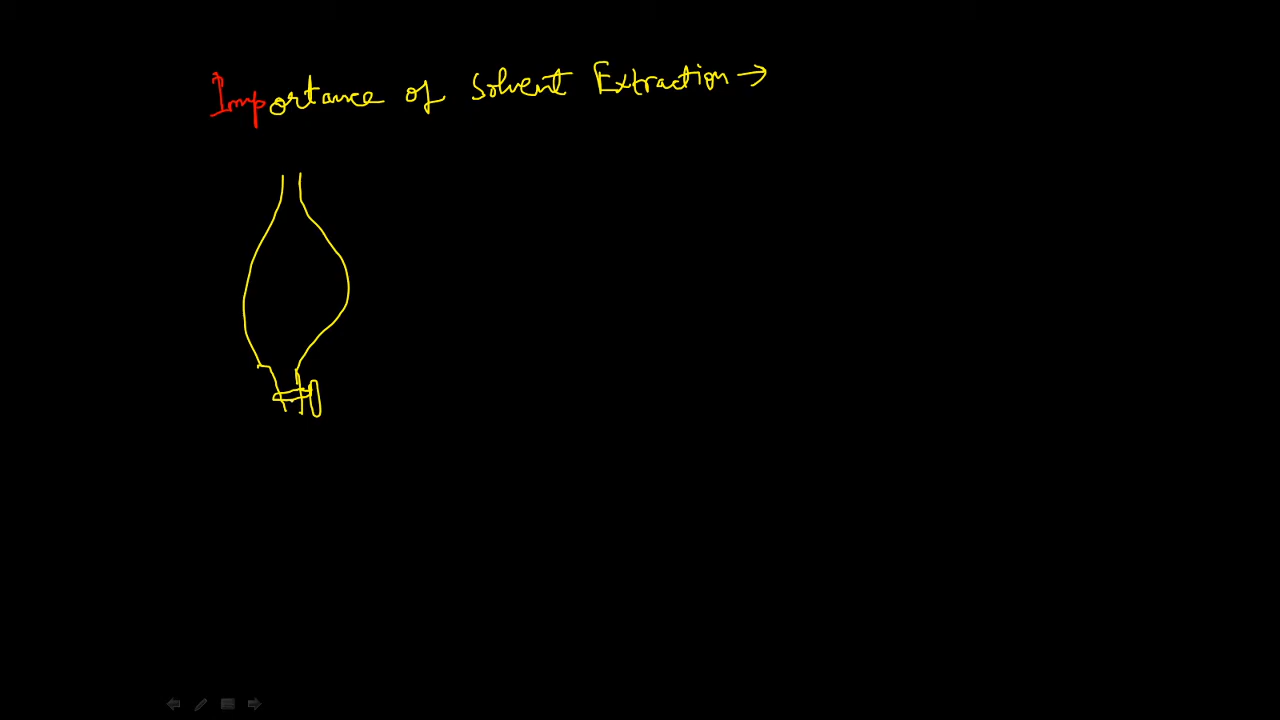 Importance of Solvent Extraction →